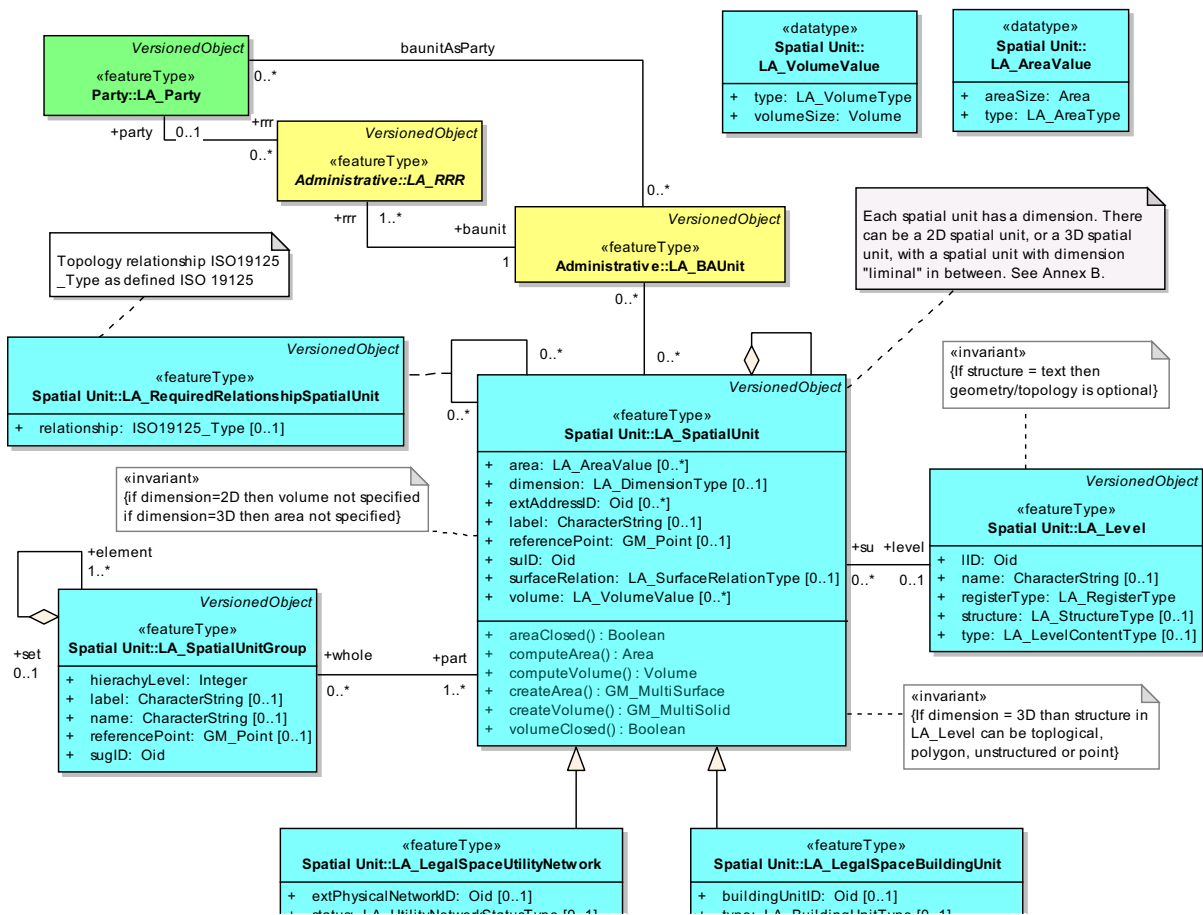 VersionedObject
«featureType»
Party::LA_Party
baunitAsParty
0..*
0..*
+party
0..1
+rrr
0..*
VersionedObject
«featureType»
Administrative::LA_RRR
+rrr
1..*
+baunit
1
VersionedObject
«featureType»
Administrative::LA_BAUnit
0..*
0..*
«datatype»
Spatial Unit::
LA_VolumeValue
+ type: LA_VolumeType
+ volumeSize: Volume
«datatype»
Spatial Unit::
LA_AreaValue
+ areaSize: Area
+ type: LA_AreaType
Each spatial unit has a dimension. There
can be a 2D spatial unit, or a 3D spatial
unit, with a spatial unit with dimension
"liminal" in between. See Annex B.
Topology relationship ISO19125
_Type as defined ISO 19125
VersionedObject
«featureType»
Spatial Unit::LA_RequiredRelationshipSpatialUnit
+ relationship: ISO19125_Type [0..1]
0..*
0..*
«invariant»
{If structure = text then
geometry/topology is optional}
«invariant»
{if dimension=2D then volume not specified
if dimension=3D then area not specified}
VersionedObject
«featureType»
Spatial Unit::LA_SpatialUnit
+ area: LA_AreaValue [0..*]
+ dimension: LA_DimensionType [0..1]
+ extAddressID: Oid [0..*]
+ label: CharacterString [0..1]
+ referencePoint: GM_Point [0..1]
+ suID: Oid
+ surfaceRelation: LA_SurfaceRelationType [0..1]
+ volume: LA_VolumeValue [0..*]
+ areaClosed() : Boolean
+ computeArea() : Area
+ computeVolume() : Volume
+ createArea() : GM_MultiSurface
+ createVolume() : GM_MultiSolid
+ volumeClosed() : Boolean
+su
+level
0..*
0..1
VersionedObject
«featureType»
Spatial Unit::LA_Level
+ lID: Oid
+ name: CharacterString [0..1]
+ registerType: LA_RegisterType
+ structure: LA_StructureType [0..1]
+ type: LA_LevelContentType [0..1]
+element
1..*
+set
0..1
VersionedObject
«featureType»
Spatial Unit::LA_SpatialUnitGroup
+ hierachyLevel: Integer
+ label: CharacterString [0..1]
+ name: CharacterString [0..1]
+ referencePoint: GM_Point [0..1]
+ sugID: Oid
+whole
0..*
+part
1..*
«invariant»
{If dimension = 3D than structure in
LA_Level can be toplogical,
polygon, unstructured or point}
«featureType»
Spatial Unit::LA_LegalSpaceUtilityNetwork
+ extPhysicalNetworkID: Oid [0..1]
+ status: LA_UtilityNetworkStatusType [0..1]
«featureType»
Spatial Unit::LA_LegalSpaceBuildingUnit
+ buildingUnitID: Oid [0..1]
+ type: LA_BuildingUnitType [0..1]